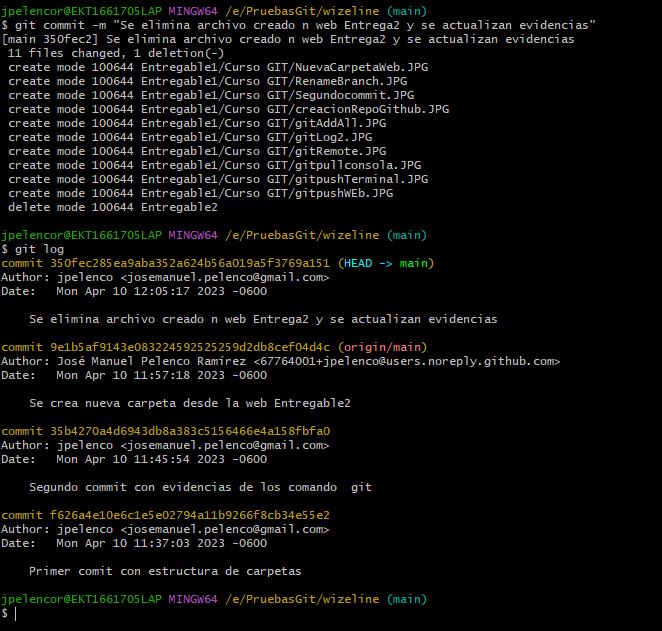 jpelencor@EKT1661705LAP MINGW64 /e/PruebasGit/wizeline (main)
$ git commit -m "Se elimina archivo creado n web Entrega2 y se actualizan evidencias"
[main 350fec2] Se elimina archivo creado n web Entrega2 y se actualizan evidencias
 11 files changed, 1 deletion(-)
 create mode 100644 Entregable1/Curso GIT/NuevaCarpetaWeb.JPG
 create mode 100644 Entregable1/Curso GIT/RenameBranch.JPG
 create mode 100644 Entregable1/Curso GIT/Segundocommit.JPG
 create mode 100644 Entregable1/Curso GIT/creacionRepoGithub.JPG
 create mode 100644 Entregable1/Curso GIT/gitAddAll.JPG
 create mode 100644 Entregable1/Curso GIT/gitLog2.JPG
 create mode 100644 Entregable1/Curso GIT/gitRemote.JPG
 create mode 100644 Entregable1/Curso GIT/gitpullconsola.JPG
 create mode 100644 Entregable1/Curso GIT/gitpushTerminal.JPG
 create mode 100644 Entregable1/Curso GIT/gitpushWEb.JPG
 delete mode 100644 Entregable2

jpelencor@EKT1661705LAP MINGW64 /e/PruebasGit/wizeline (main)
$ git log
commit 350fec285ea9aba352a624b56a019a5f3769a151 (HEAD -> main)
Author: jpelenco <josemanuel.pelenco@gmail.com>
Date:   Mon Apr 10 12:05:17 2023 -0600

    Se elimina archivo creado n web Entrega2 y se actualizan evidencias

commit 9e1b5af9143e083224592525259d2db8cef04d4c (origin/main)
Author: José Manuel Pelenco Ramírez <67764001+jpelenco@users.noreply.github.com>
Date:   Mon Apr 10 11:57:18 2023 -0600

    Se crea nueva carpeta desde la web Entregable2

commit 35b4270a4d6943db8a383c5156466e4a158fbfa0
Author: jpelenco <josemanuel.pelenco@gmail.com>
Date:   Mon Apr 10 11:45:54 2023 -0600

    Segundo commit con evidencias de los comando  git

commit f626a4e10e6c1e5e02794a11b9266f8cb34e55e2
Author: jpelenco <josemanuel.pelenco@gmail.com>
Date:   Mon Apr 10 11:37:03 2023 -0600

    Primer comit con estructura de carpetas

jpelencor@EKT1661705LAP MINGW64 /e/PruebasGit/wizeline (main)
$